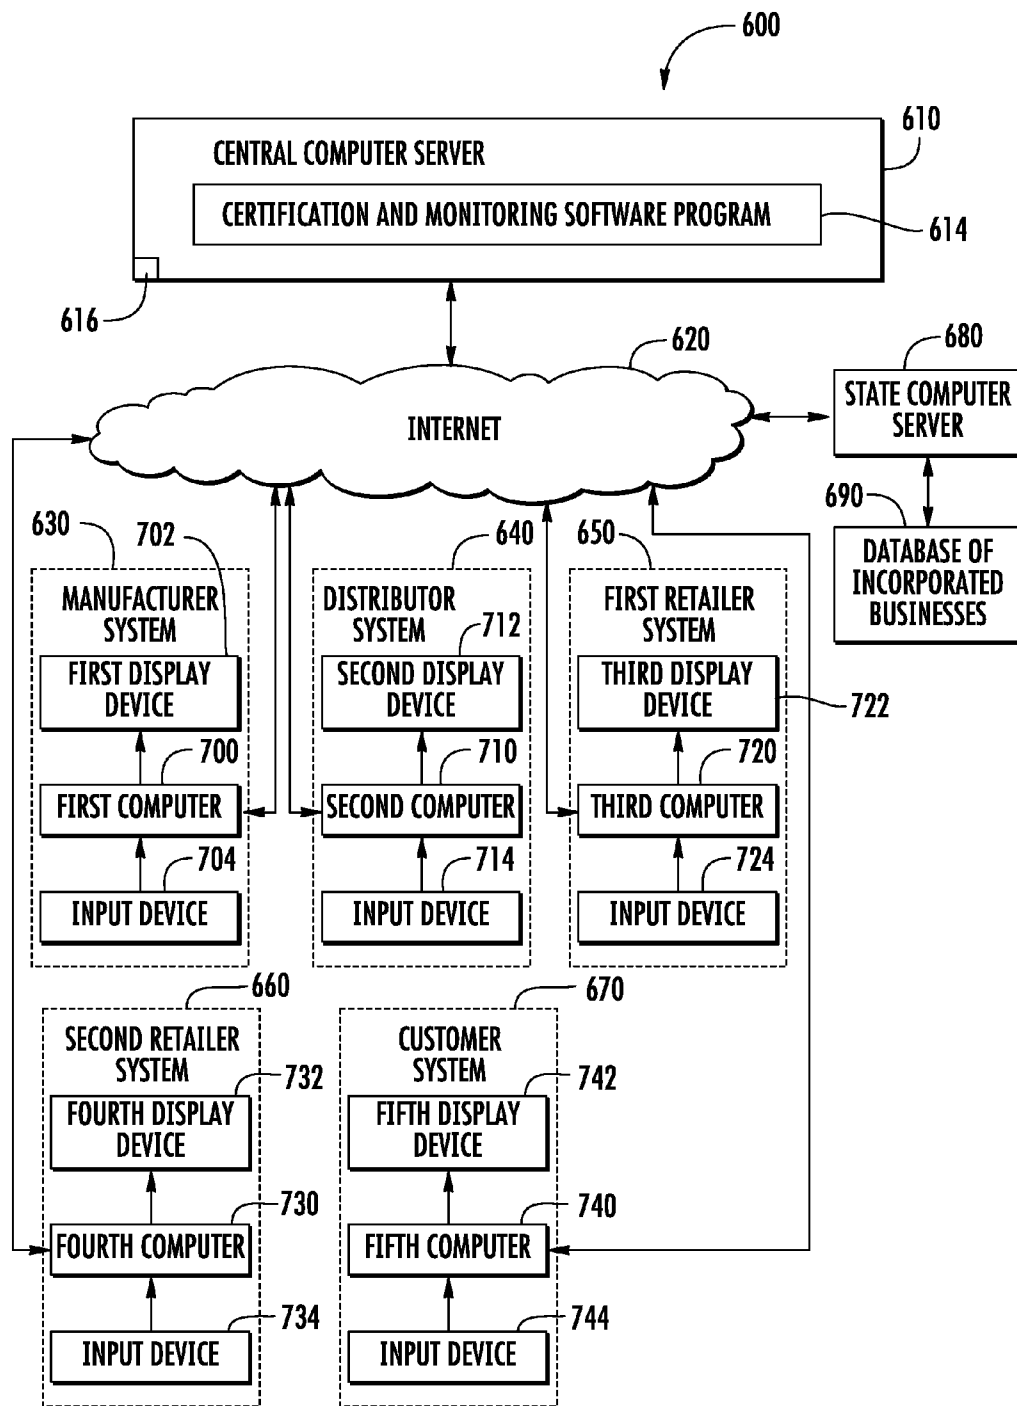 600
610
CENTRAL COMPUTER SERVER
CERTIFICATION AND MONITORING SOFTWARE PROGRAM
614
616
620
680
INTERNET
STATE COMPUTER
SERVER
690
DATABASE OF
INCORPORATED
BUSINESSES
630
702
MANUFACTURER
SYSTEM
FIRST DISPLAY
DEVICE
700
FIRST COMPUTER
704
INPUT DEVICE
640
DISTRIBUTOR
SYSTEM
712
SECOND DISPLAY
DEVICE
710
SECOND COMPUTER
714
INPUT DEVICE
650
FIRST RETAILER
SYSTEM
THIRD DISPLAY
DEVICE
722
720
THIRD COMPUTER
724
INPUT DEVICE
660
SECOND RETAILER
SYSTEM
732
FOURTH DISPLAY
DEVICE
730
FOURTH COMPUTER
734
INPUT DEVICE
670
CUSTOMER
SYSTEM
742
FIFTH DISPLAY
DEVICE
740
FIFTH COMPUTER
744
INPUT DEVICE